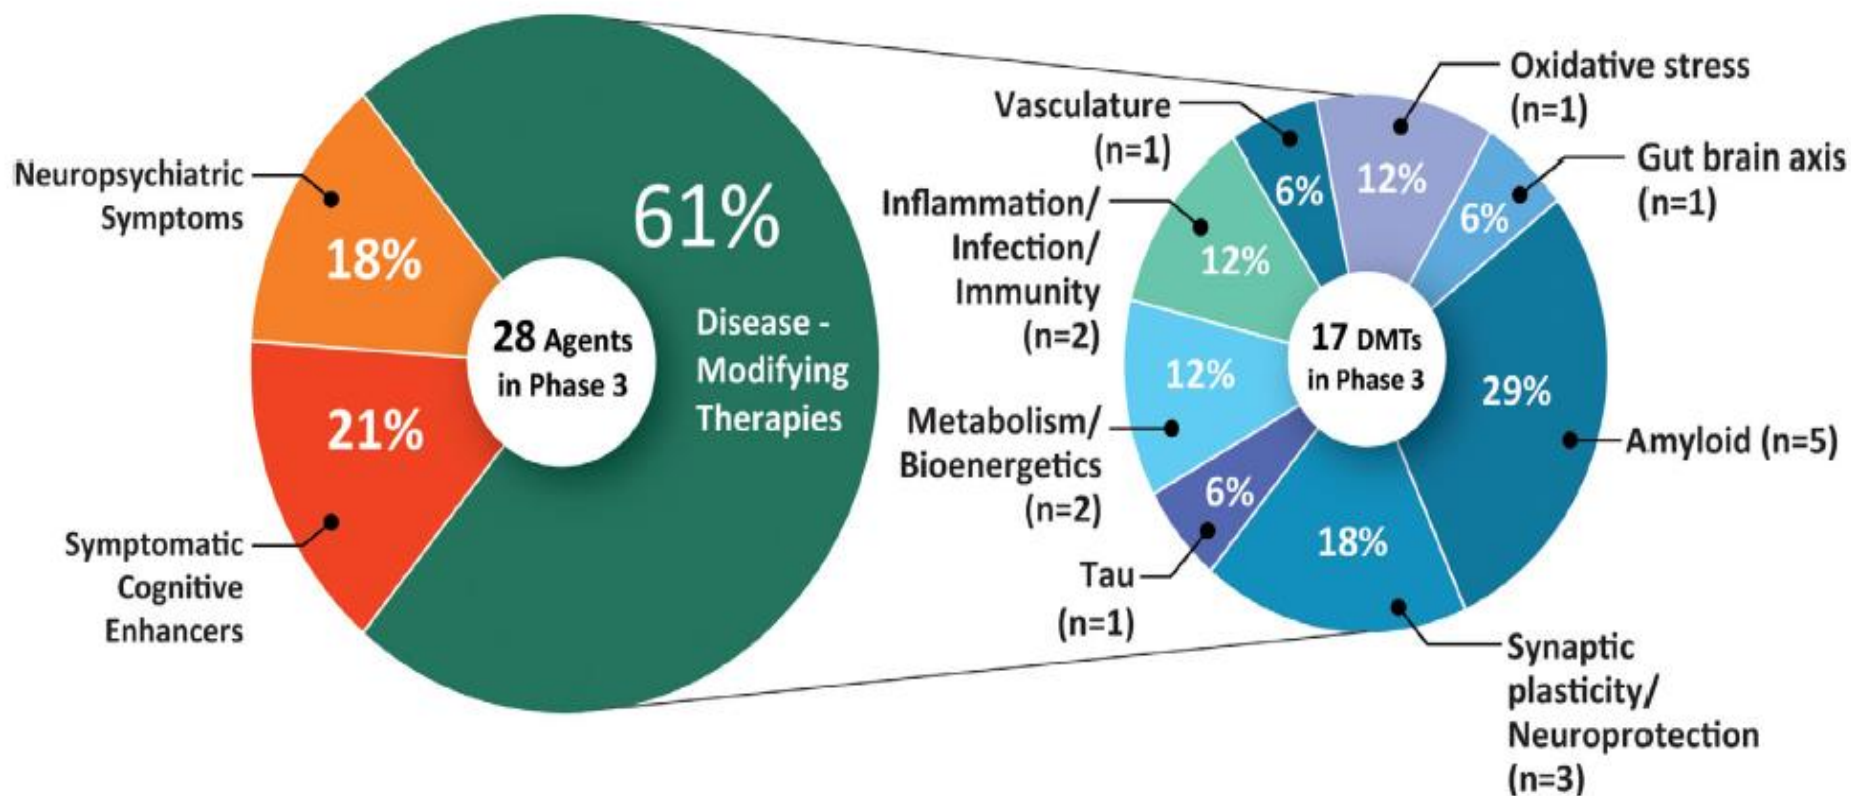 Neuropsychiatric
Symptoms
18%
21%
Symptomatic
Cognitive
Enhancers
61%
Disease -
Modifying
Therapies
28 Agents
in Phase 3
Vasculature
(n=1)
6%
Oxidative stress
(n=1)
12%
Gut brain axis
(n=1)
6%
Inflammation/
Infection/
Immunity
(n=2)
12%
17 DMTs
in Phase 3
29%
Amyloid (n=5)
12%
Metabolism/
Bioenergetics
(n=2)
6%
Tau
(n=1)
18%
Synaptic
plasticity/
Neuroprotection
(n=3)